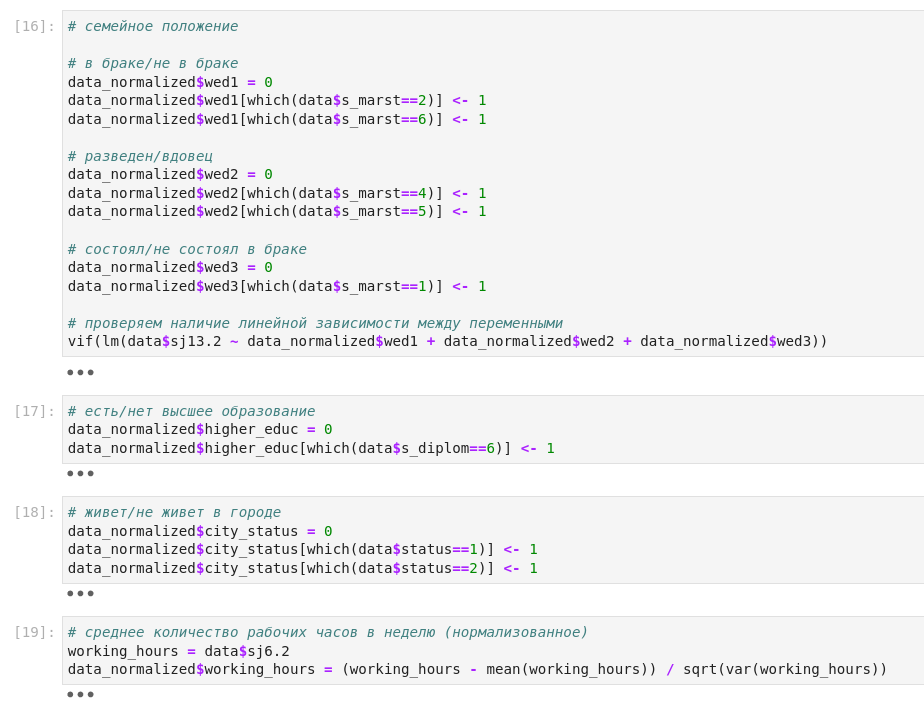 [16]: # семейное положение
# в браке/не в браке
data_normalized$wed1 = 0
data_normalized$wed1[which(data$s_marst==2)] <- 1
data_normalized$wed1[which(data$s_marst==6)] <- 1
# разведен/вдовец
data_normalized$wed2 = 0
data_normalized$wed2[which(data$s_marst==4)] <- 1
data_normalized$wed2[which(data$s_marst==5)] <- 1
# состоял/не состоял в браке
data_normalized$wed3 = 0
data_normalized$wed3[which(data$s_marst==1)] <- 1
# проверяем наличие линейной зависимости между переменными
vif(lm(data$sj13.2 ~ data_normalized$wed1 + data_normalized$wed2 + data_normalized$wed3))
•••
[17]: # есть/нет высшее образование
data_normalized$higher_educ = 0
data_normalized$higher_educ[which(data$s_diplom==6)] <- 1
•••
[18]: # живет/не живет в городе
data_normalized$city_status = 0
data_normalized$city_status[which(data$status==1)] <- 1
data_normalized$city_status[which(data$status==2)] <- 1
•••
[19]: # среднее количество рабочих часов в неделю (нормализованное)
working_hours = data$sj6.2
data_normalized$working_hours = (working_hours - mean(working_hours)) / sqrt(var(working_hours))
•••